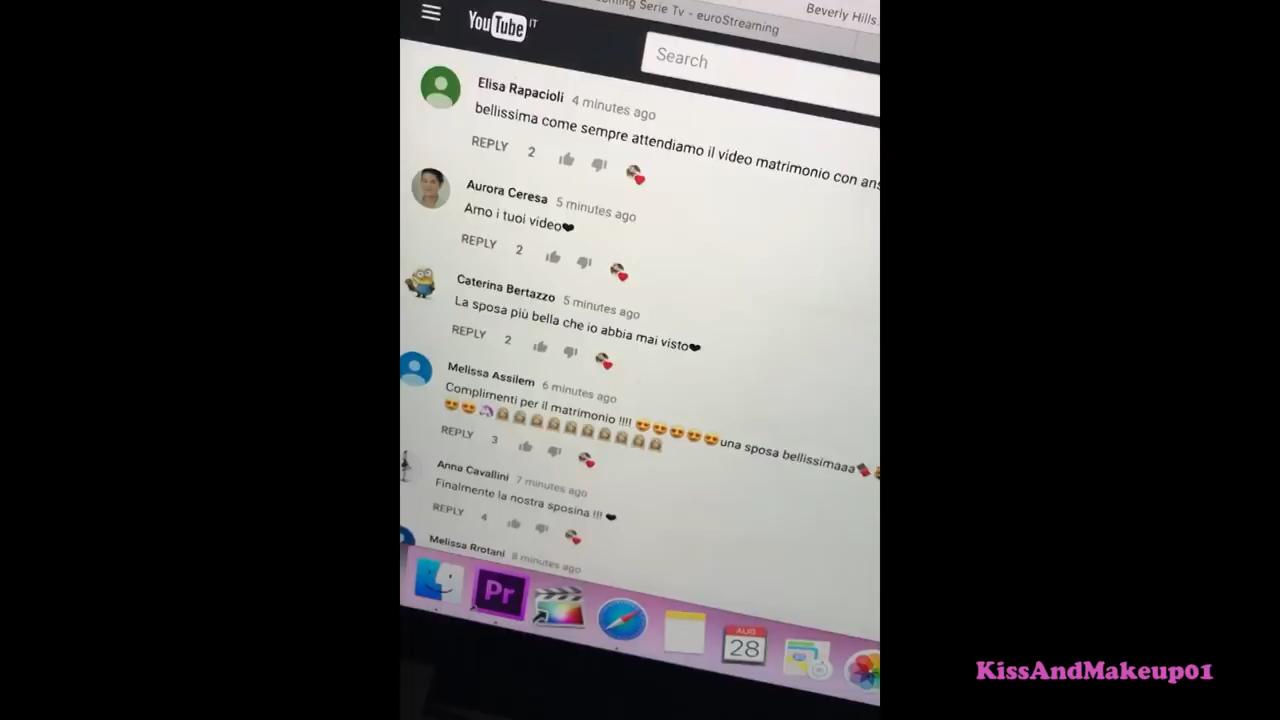 Serie Tv - euroStreaming
Beverly Hills
YouTube IT
Search
Elisa Rapacioli 4 minutes ago
bellissima come sempre attendiamo il video matrimonio con
REPLY 2
Aurora Ceresa 5 minutes ago
Amo i tuoi video❤
REPLY 2
Caterina Bertazzo 5 minutes ago
La sposa più bella che io abbia mai visto❤
REPLY 2
Melissa Assilem 6 minutes ago
Complimenti per il matrimonio !!!! 😍😍😍😍😍una sposa bellissimaaa
REPLY 3
Anna Cavallini 7 minutes ago
Finalmente la nostra sposina !!! ❤
REPLY 4
Melissa Rrotani 8 minutes ago
Pr
AUG
28
KissAndMakeup01